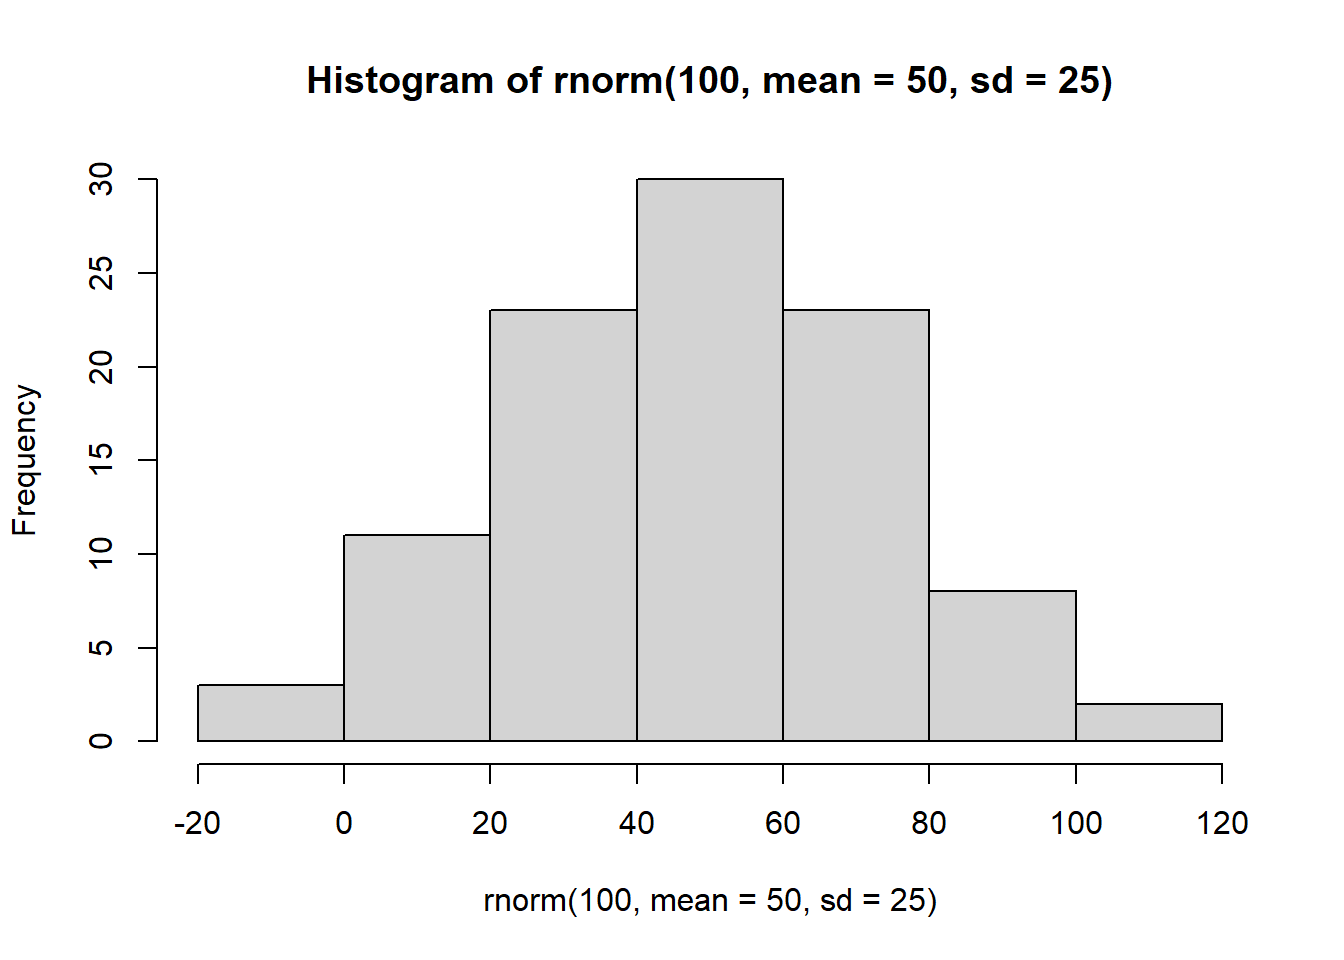 Histogram of rnorm(100, mean = 50, sd = 25)
Frequency
30
25
20
15
10
5
0
-20 0 20 40 60 80 100 120
rnorm(100, mean = 50, sd = 25)